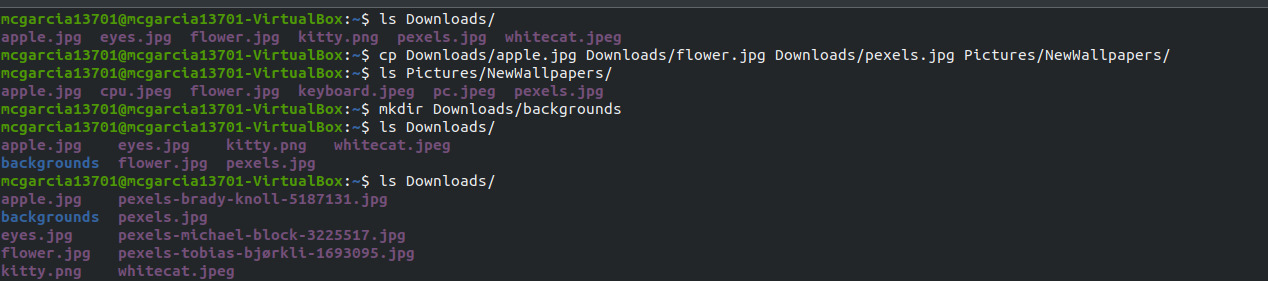 mcgarcia13701@mcgarcia13701-VirtualBox:~$ ls Downloads/
apple.jpg  eyes.jpg  flower.jpg  kitty.png  pexels.jpg  whitecat.jpeg
mcgarcia13701@mcgarcia13701-VirtualBox:~$ cp Downloads/apple.jpg Downloads/flower.jpg Downloads/pexels.jpg Pictures/NewWallpapers/
mcgarcia13701@mcgarcia13701-VirtualBox:~$ ls Pictures/NewWallpapers/
apple.jpg  cpu.jpeg  flower.jpg  keyboard.jpeg  pc.jpeg  pexels.jpg
mcgarcia13701@mcgarcia13701-VirtualBox:~$ mkdir Downloads/backgrounds
mcgarcia13701@mcgarcia13701-VirtualBox:~$ ls Downloads/
apple.jpg    eyes.jpg    kitty.png   whitecat.jpeg
backgrounds  flower.jpg  pexels.jpg
mcgarcia13701@mcgarcia13701-VirtualBox:~$ ls Downloads/
apple.jpg    pexels-brady-knoll-5187131.jpg
backgrounds  pexels.jpg
eyes.jpg     pexels-michael-block-3225517.jpg
flower.jpg   pexels-tobias-bjørkli-1693095.jpg
kitty.png    whitecat.jpeg